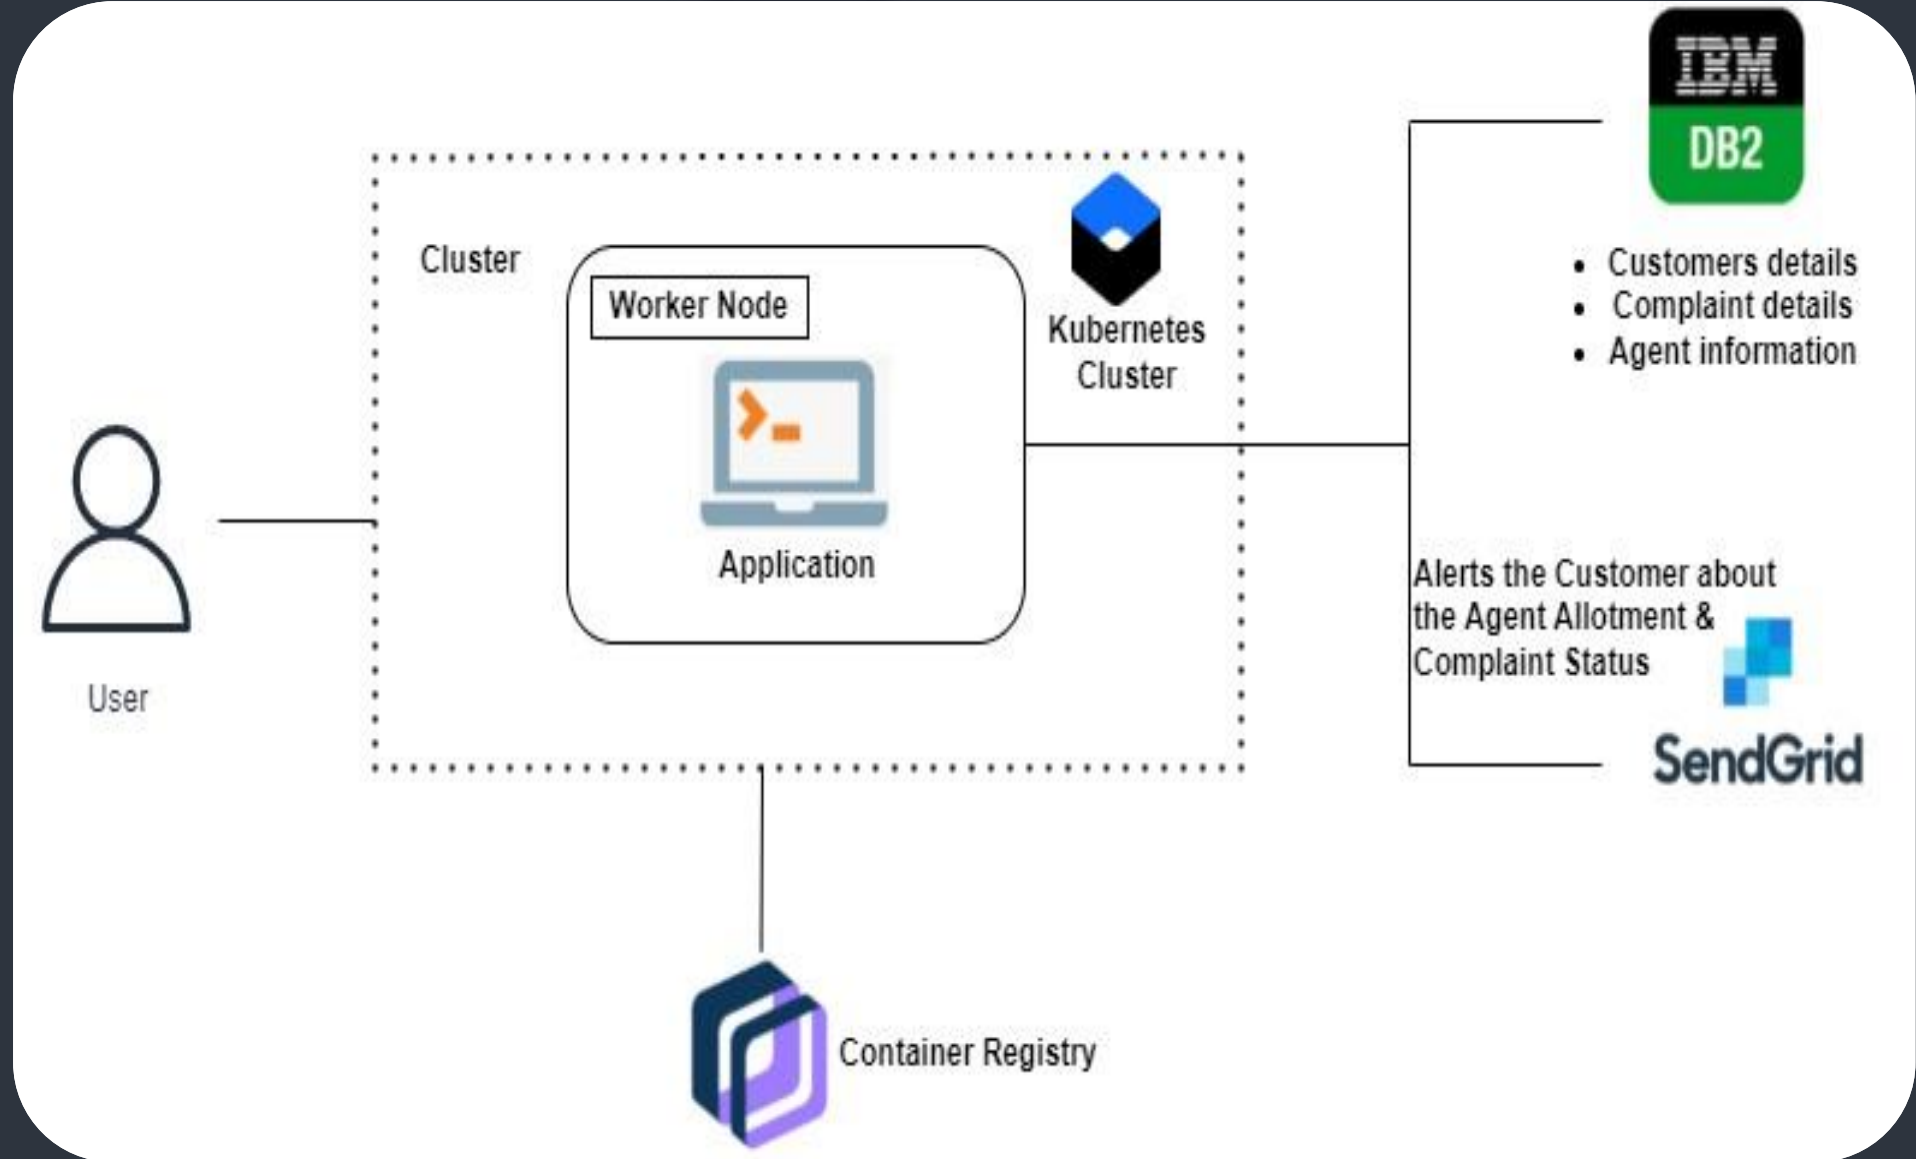 IBM
DB2
Customers details
Complaint details
Agent information
Cluster
Worker Node
Kubernetes
Cluster
Application
User
Alerts the Customer about
the Agent Allotment &
Complaint Status
SendGrid
Container Registry